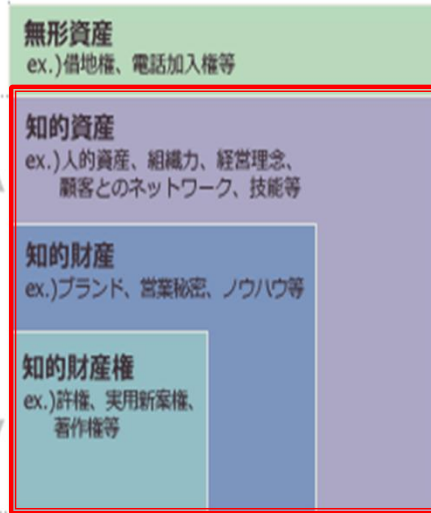 無形資産
ex.)借地権、電話加入権等
知的資産
ex.)人的資産、組織力、経営理念、
顧客とのネットワーク、技能等
知的財産
ex.)ブランド、営業秘密、ノウハウ等
知的財産権
ex.)許権、実用新案権、
著作権等